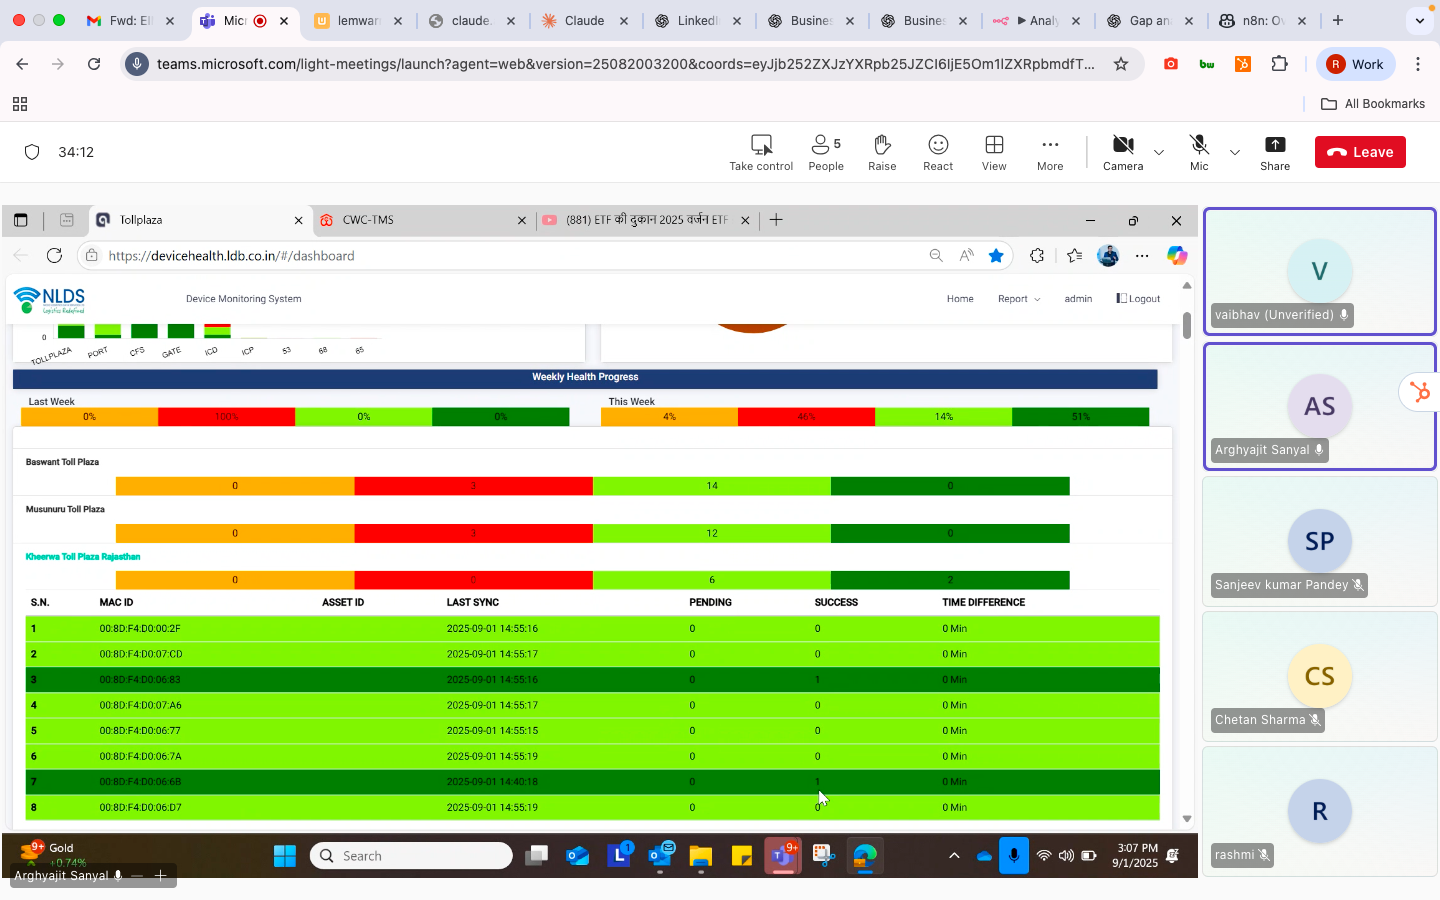 Fwd: Eli
Micr
lemwar
claude.
Claude
LinkedI
Busines
Busines
Analy
Gap and
n8n: Ov
teams.microsoft.com/light-meetings/launch?agent=web&version=25082003200&coords=eyJjb252ZXJzYXRpb25JZCI6IjE5Om1lZXRpbmdfT...
R Work
All Bookmarks
34:12
Take control
5
People
Raise
React
View
More
Camera
Mic
Share
Leave
Tollplaza
CWC-TMS
(881) ETF की दुकान 2025 वर्जन ETF
https://devicehealth.ldb.co.in/#/dashboard
NLDS
Logistics Redefined
Device Monitoring System
Home
Report
admin
Logout
0
TOLLPLAZA
PORT
CFS
GATE
ICD
ICP
53
68
65
Weekly Health Progress
Last Week
This Week
0% 100% 0% 0%
4% 46% 14% 51%
Baswant Toll Plaza
0 3 14 0
Musunuru Toll Plaza
0 3 12 0
Kheerwa Toll Plaza Rajasthan
0 0 6 2
S.N. MAC ID ASSET ID LAST SYNC PENDING SUCCESS TIME DIFFERENCE
1 00:8D:F4:D0:00:2F 2025-09-01 14:55:16 0 0 0 Min
2 00:8D:F4:D0:07:CD 2025-09-01 14:55:17 0 0 0 Min
3 00:8D:F4:D0:06:83 2025-09-01 14:55:16 0 1 0 Min
4 00:8D:F4:D0:07:A6 2025-09-01 14:55:17 0 0 0 Min
5 00:8D:F4:D0:06:77 2025-09-01 14:55:15 0 0 0 Min
6 00:8D:F4:D0:06:7A 2025-09-01 14:55:19 0 0 0 Min
7 00:8D:F4:D0:06:6B 2025-09-01 14:40:18 0 1 0 Min
8 00:8D:F4:D0:06:D7 2025-09-01 14:55:19 0 0 0 Min
V
vaibhav (Unverified)
AS
Arghyajit Sanyal
SP
Sanjeev kumar Pandey
CS
Chetan Sharma
R
rashmi
9+
Gold
+0.74%
Search
L
1
9+
3:07 PM
9/1/2025
Arghyajit Sanyal